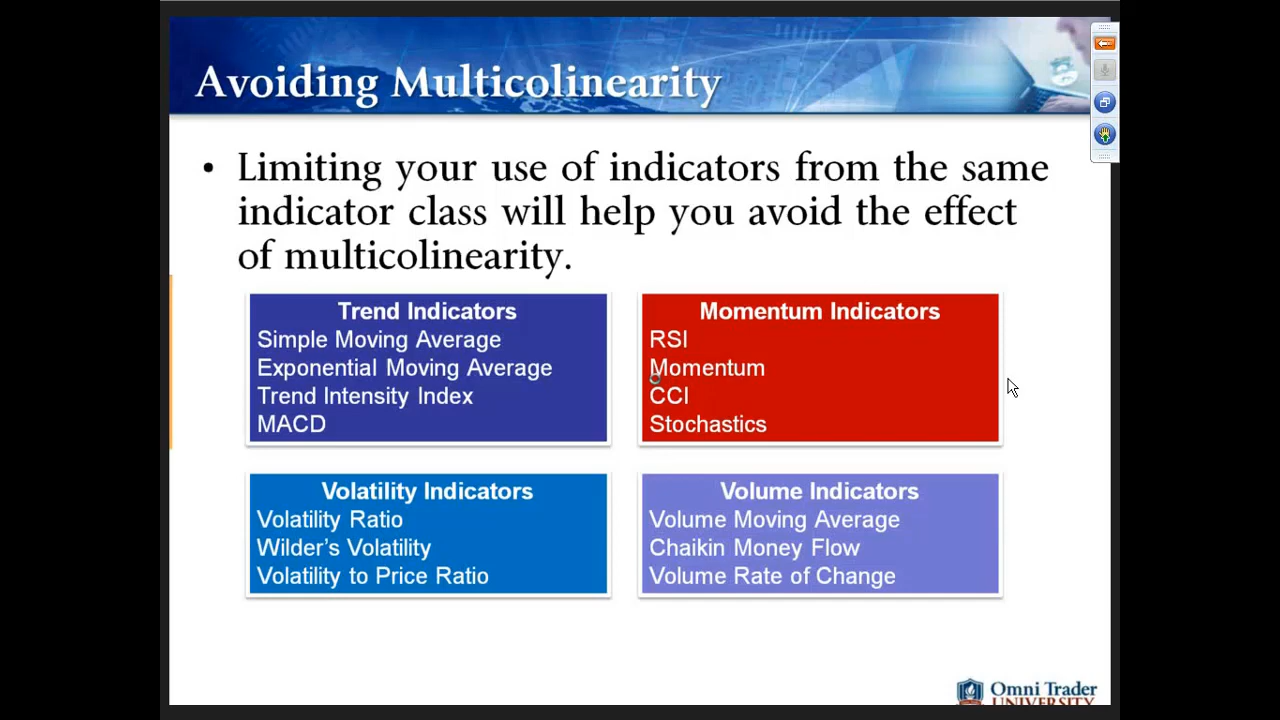 Avoiding Multicolinearity
• Limiting your use of indicators from the same
indicator class will help you avoid the effect
of multicolinearity.
Trend Indicators
Simple Moving Average
Exponential Moving Average
Trend Intensity Index
MACD
Momentum Indicators
RSI
Momentum
CCI
Stochastics
Volatility Indicators
Volatility Ratio
Wilder’s Volatility
Volatility to Price Ratio
Volume Indicators
Volume Moving Average
Chaikin Money Flow
Volume Rate of Change
Omni Trader
UNIVERSITY